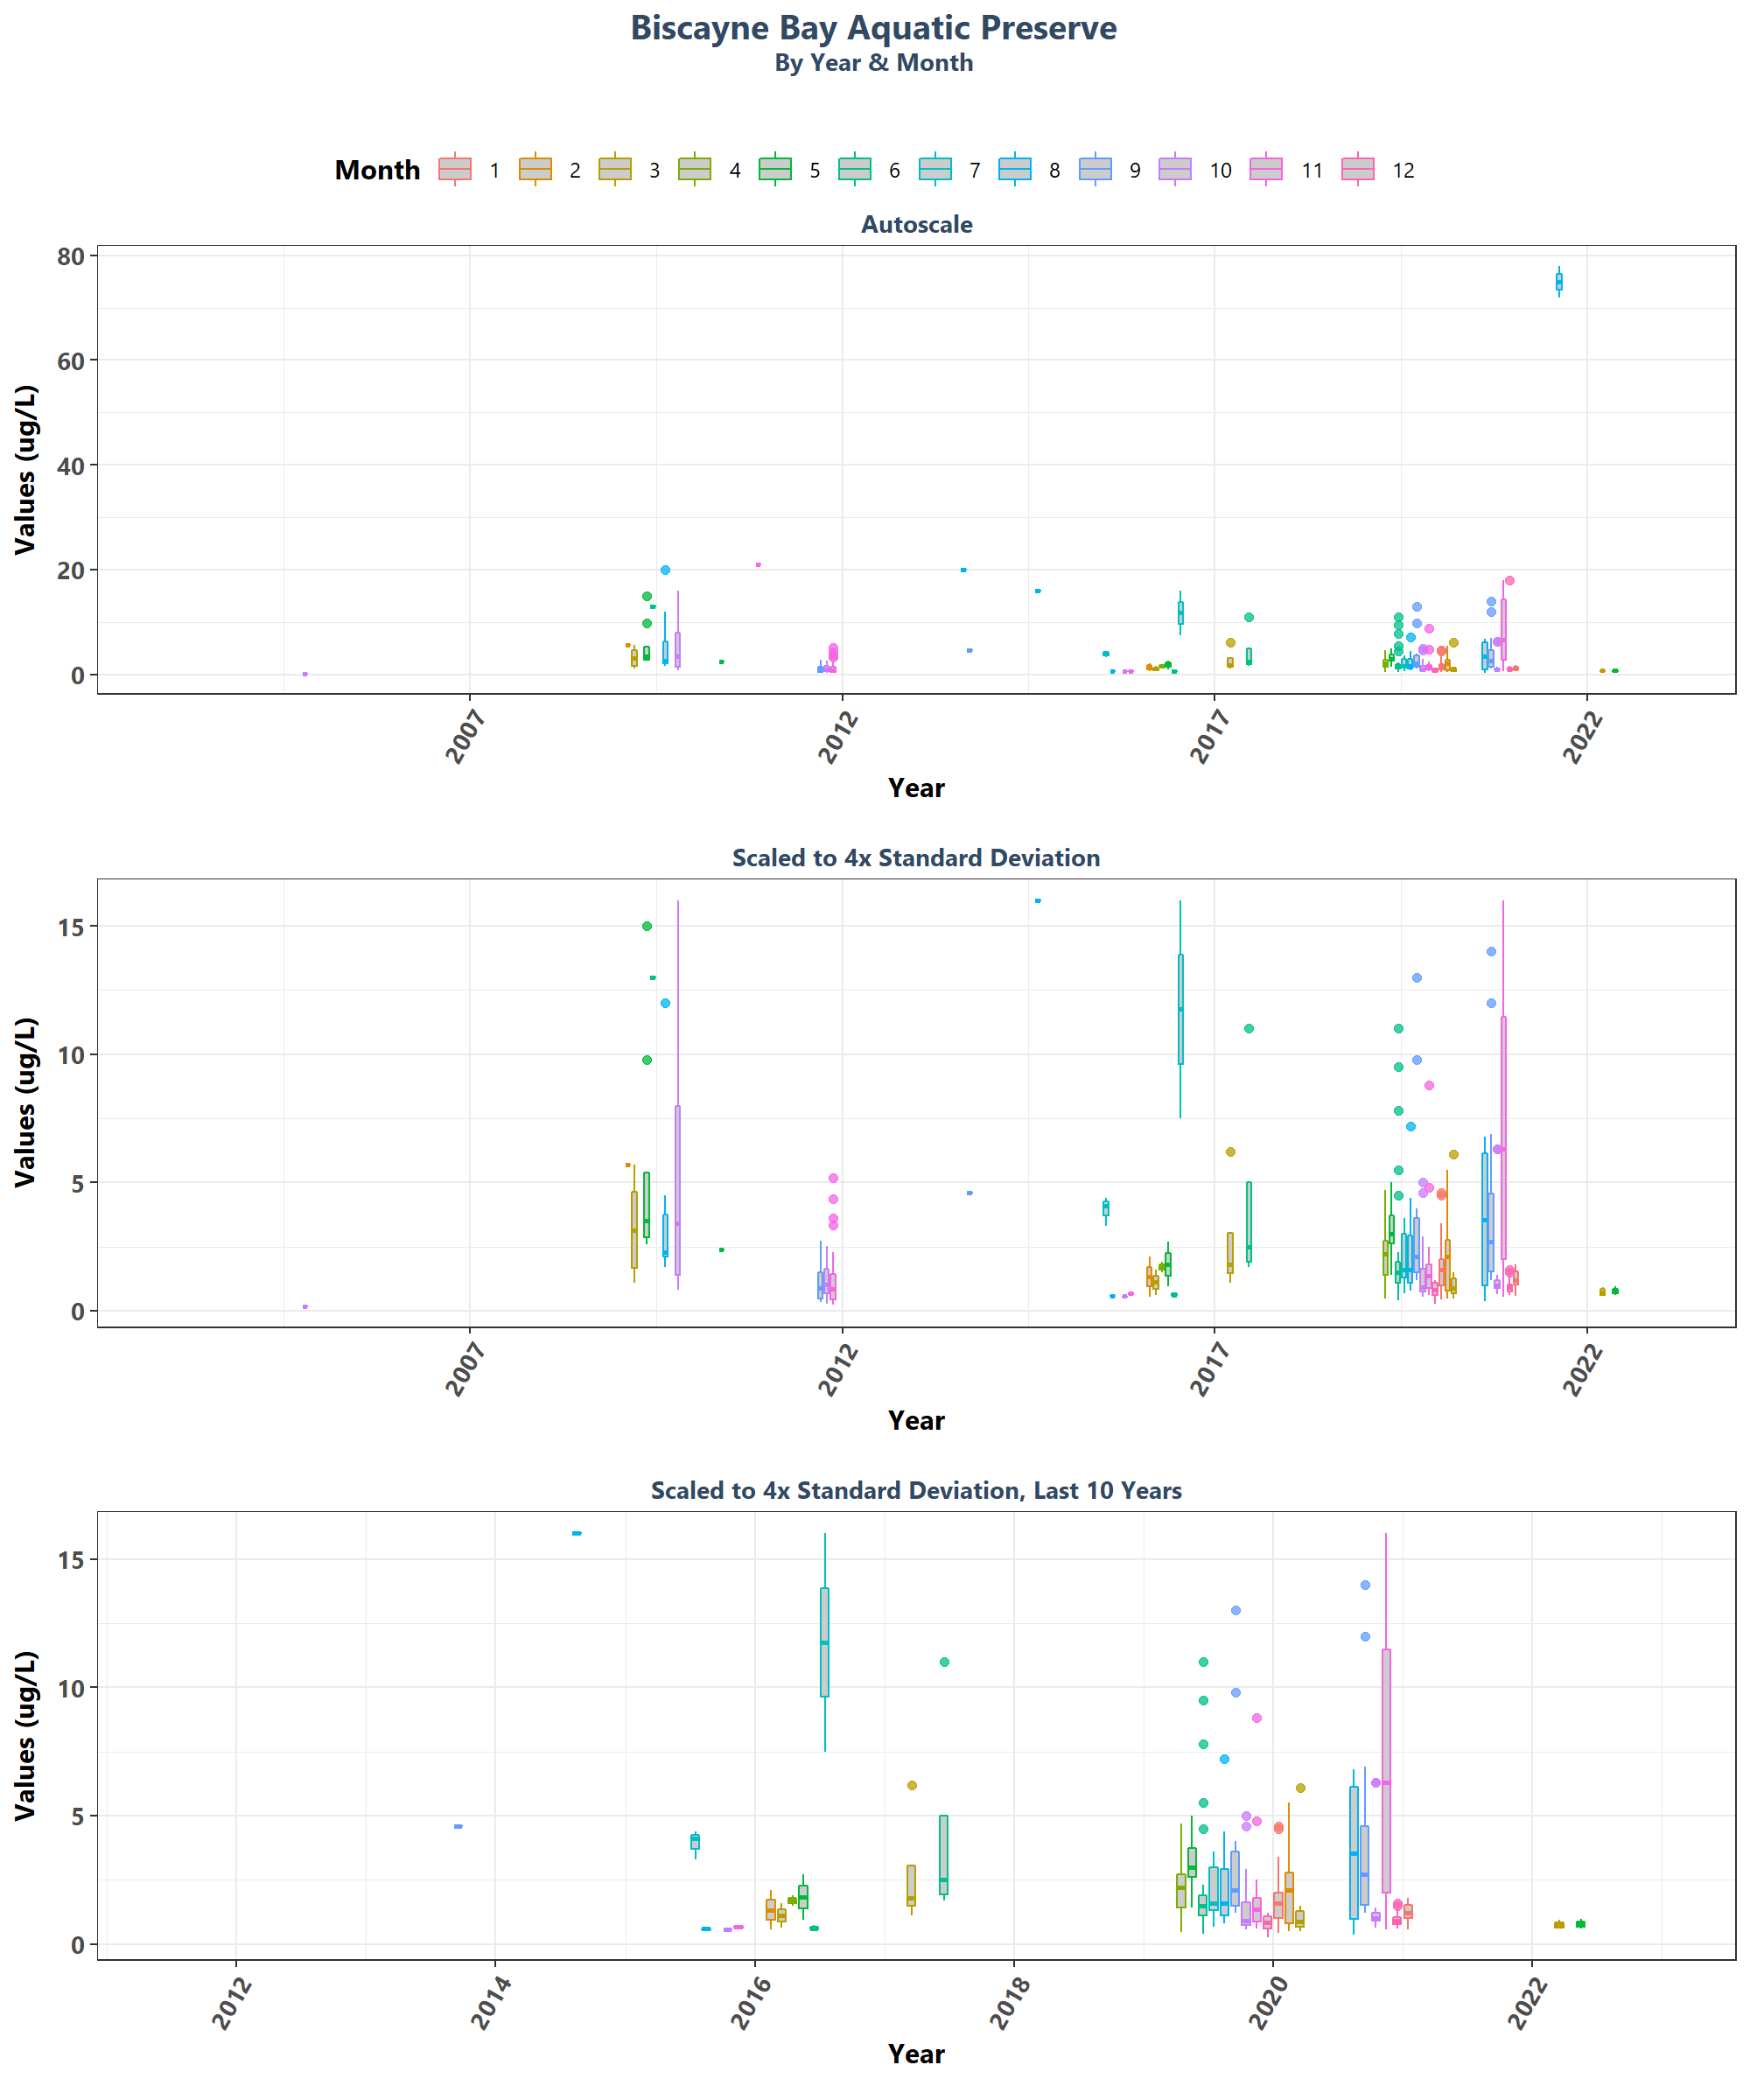 Biscayne Bay Aquatic Preserve
By Year & Month
Month 1 2 3 4 5 6 7 8 9 10 11 12
Autoscale
Values (ug/L)
80
60
40
20
0
2007 2012 2017 2022
Year
Scaled to 4x Standard Deviation
Values (ug/L)
15
10
5
0
2007 2012 2017 2022
Year
Scaled to 4x Standard Deviation, Last 10 Years
Values (ug/L)
15
10
5
0
2012 2014 2016 2018 2020 2022
Year